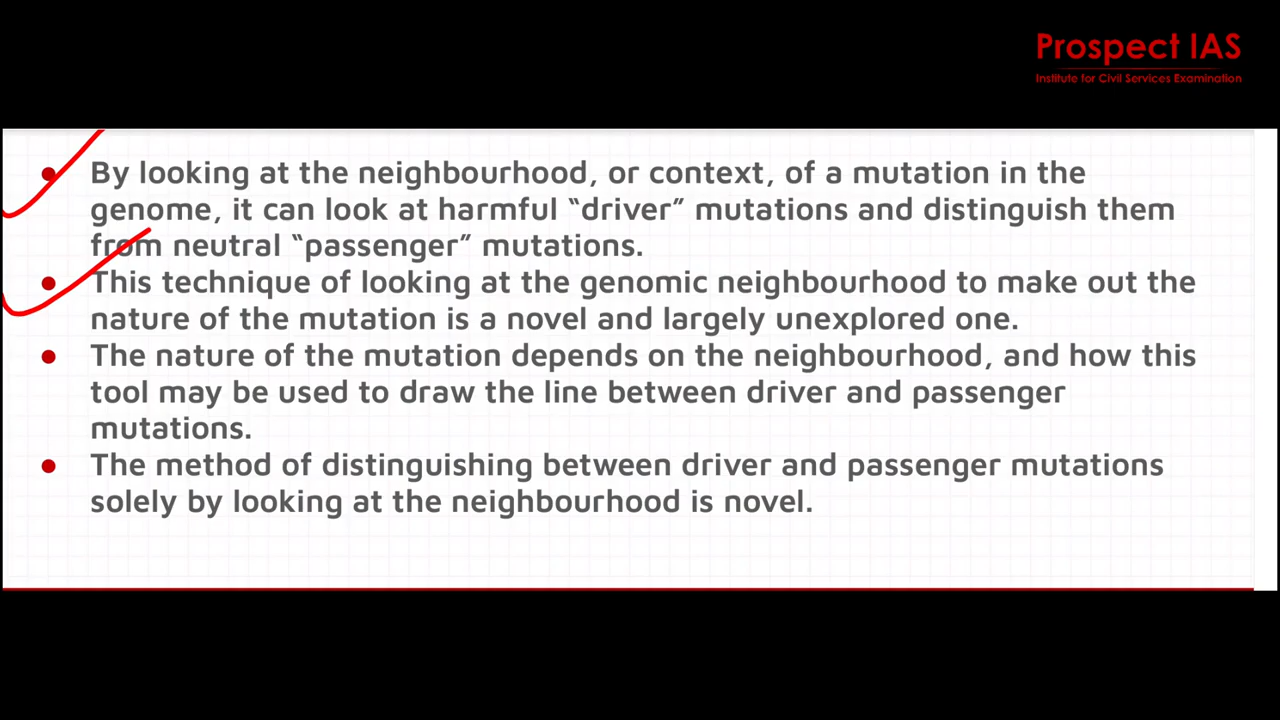 Prospect IAS
Institute for Civil Services Examination
● By looking at the neighbourhood, or context, of a mutation in the
genome, it can look at harmful “driver” mutations and distinguish them
from neutral “passenger” mutations.
● This technique of looking at the genomic neighbourhood to make out the
nature of the mutation is a novel and largely unexplored one.
● The nature of the mutation depends on the neighbourhood, and how this
tool may be used to draw the line between driver and passenger
mutations.
● The method of distinguishing between driver and passenger mutations
solely by looking at the neighbourhood is novel.